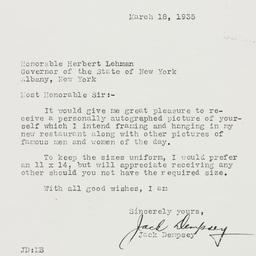 March 18, 1935
Honorable Herbert Lehman
Governor of the State of New York
Albany, New York
Most Honorable Sir:-
It would give me great pleasure to re-
ceive a personally autographed picture of your-
self which I intend framing and hanging in my
new restaurant along with other pictures of
famous men and women of the day.
To keep the sizes uniform, I would prefer
an 11 x 14, but will appreciate receiving any
other should you not have the required size.
With all good wishes, I am
Sincerely yours,
Jack Dempsey
Jack Dempsey
JD:IB